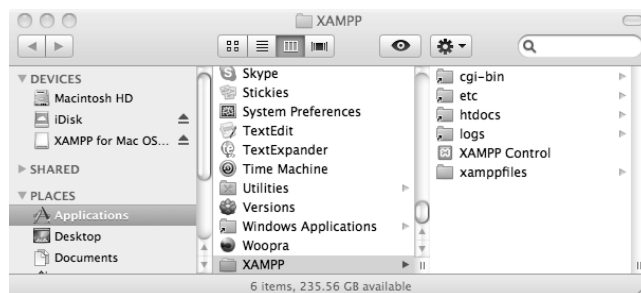 XAMPP
DEVICES
Macintosh HD
iDisk
XAMPP for Mac OS...
SHARED
PLACES
Applications
Desktop
Documents
Skype
Stickies
System Preferences
TextEdit
TextExpander
Time Machine
Utilities
Versions
Windows Applications
Woopra
XAMPP
cgi-bin
etc
htdocs
logs
XAMPP Control
xamppfiles
6 items, 235.56 GB available